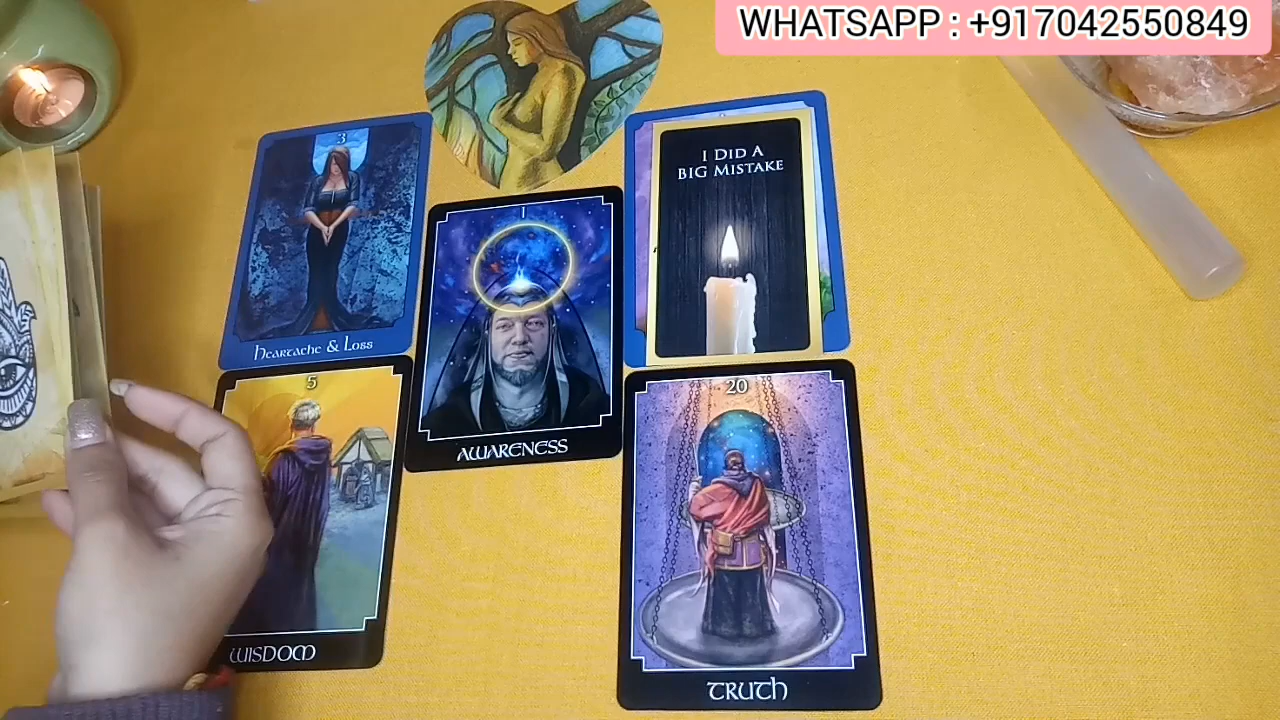 WHATSAPP : +917042550849
3
HEARTACHE & LOSS
1
AWARENESS
I DID A
BIG MISTAKE
5
WISDOM
20
TRUTH